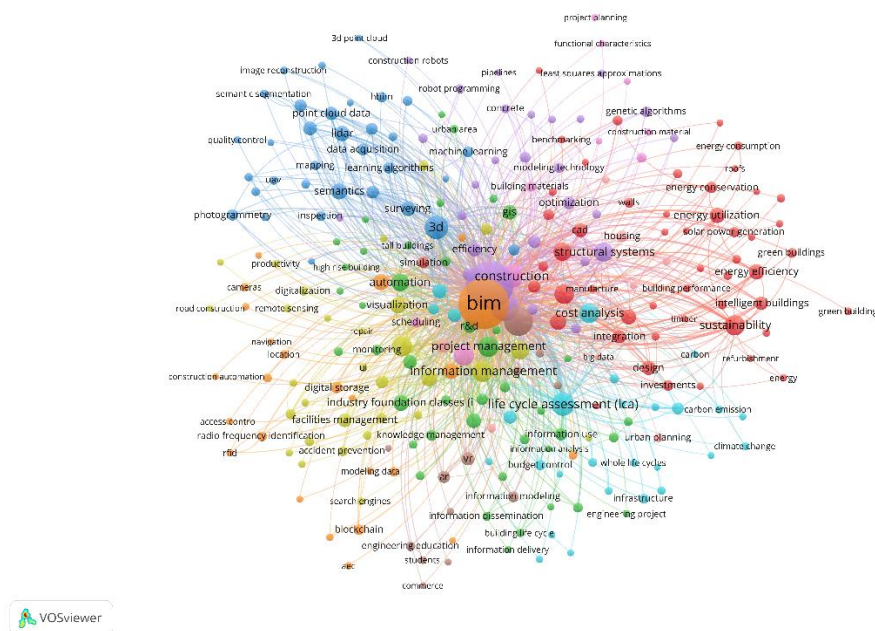 project planning
3d point cloud
functional characteristics
construction robots
image reconstruction
pipelines
least squares approximations
robot programming
semantic segmentation
concrete
point cloud data
genetic algorithms
urban area
lidar
benchmarking
construction material
quality control
data acquisition
machine learning
energy consumption
mapping
learning algorithms
modeling technology
roofs
uav
semantics
building materials
energy conservation
optimization
walls
surveying
gis
photogrammetry
inspection
energy utilization
3d
cad
housing
solar power generation
tall buildings
efficiency
structural systems
green buildings
productivity
high rise building
simulation
energy efficiency
construction
automation
cameras
digitalization
manufacture
building performance
bim
intelligent buildings
road construction
remote sensing
visualization
cost analysis
green building
scheduling
r&d
timber
sustainability
repair
integration
navigation
monitoring
project management
location
big data
carbon
refurbishment
ui
information management
design
construction automation
energy
digital storage
investments
industry foundation classes (i
life cycle assessment (lca)
carbon emission
access contro
facilities management
radio frequency identification
knowledge management
information use
urban planning
rfid
accident prevention
information analysis
climate change
vr
budget control
whole life cycles
modeling data
ar
search engines
information modeling
infrastructure
information dissemination
engineering project
blockchain
building life cycle
engineering education
information delivery
students
aec
commerce
VOSviewer